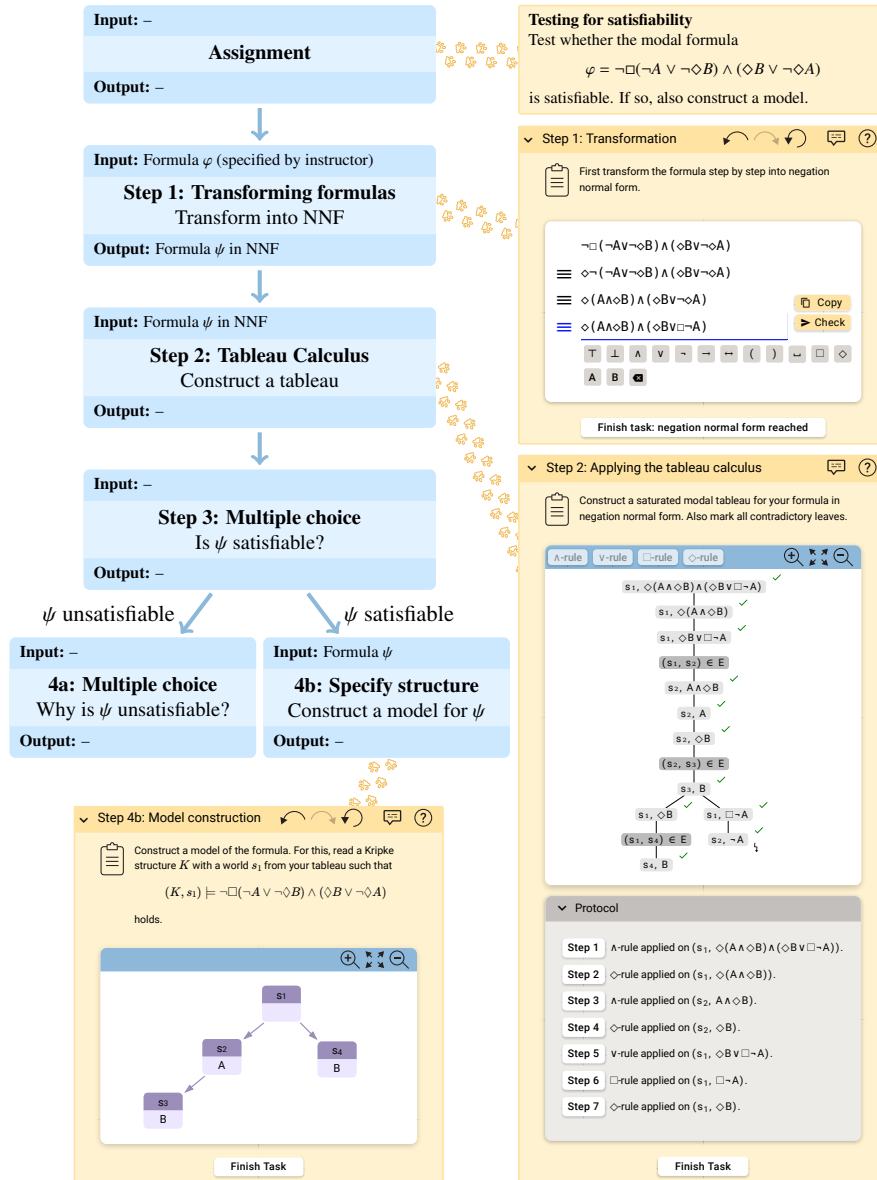 Input: –
Assignment
Output: –
Input: Formula φ (specified by instructor)
Step 1: Transforming formulas
Transform into NNF
Output: Formula ψ in NNF
Input: Formula ψ in NNF
Step 2: Tableau Calculus
Construct a tableau
Output: –
Input: –
Step 3: Multiple choice
Is ψ satisfiable?
Output: –
ψ unsatisfiable
ψ satisfiable
Input: –
4a: Multiple choice
Why is ψ unsatisfiable?
Output: –
Input: Formula ψ
4b: Specify structure
Construct a model for ψ
Output: –
Testing for satisfiability
Test whether the modal formula
φ = ¬□(¬A ∨ ¬◇B) ∧ (◇B ∨ ¬◇A)
is satisfiable. If so, also construct a model.
Step 1: Transformation
?
First transform the formula step by step into negation
normal form.
¬□(¬A∨¬◇B)∧(◇B∨¬◇A)
◇¬(¬A∨¬◇B)∧(◇B∨¬◇A)
◇(A∧◇B)∧(◇B∨¬◇A)
◇(A∧◇B)∧(◇B∨□¬A)
Copy
Check
⊤ ⊥ ∧ ∨ ¬ → ↔ ( ) ␣ □ ◇
A B
Finish task: negation normal form reached
Step 2: Applying the tableau calculus
?
Construct a saturated modal tableau for your formula in
negation normal form. Also mark all contradictory leaves.
∧-rule ∨-rule □-rule ◇-rule
s₁, ◇(A∧◇B)∧(◇B∨□¬A)
s₁, ◇(A∧◇B)
s₁, ◇B∨□¬A
(s₁, s₂) ∈ E
s₂, A∧◇B
s₂, A
s₂, ◇B
(s₂, s₃) ∈ E
s₃, B
s₁, ◇B
s₁, □¬A
(s₁, s₄) ∈ E
s₂, ¬A
s₄, B
Protocol
Step 1 ∧-rule applied on (s₁, ◇(A∧◇B)∧(◇B∨□¬A)).
Step 2 ◇-rule applied on (s₁, ◇(A∧◇B)).
Step 3 ∧-rule applied on (s₂, A∧◇B).
Step 4 ◇-rule applied on (s₂, ◇B).
Step 5 ∨-rule applied on (s₁, ◇B∨□¬A).
Step 6 □-rule applied on (s₁, □¬A).
Step 7 ◇-rule applied on (s₁, ◇B).
Finish Task
Step 4b: Model construction
?
Construct a model of the formula. For this, read a Kripke
structure K with a world s₁ from your tableau such that
(K, s₁) ⊨ ¬□(¬A ∨ ¬◇B) ∧ (◇B ∨ ¬◇A)
holds.
s₁
s₂
A
s₄
B
s₃
B
Finish Task